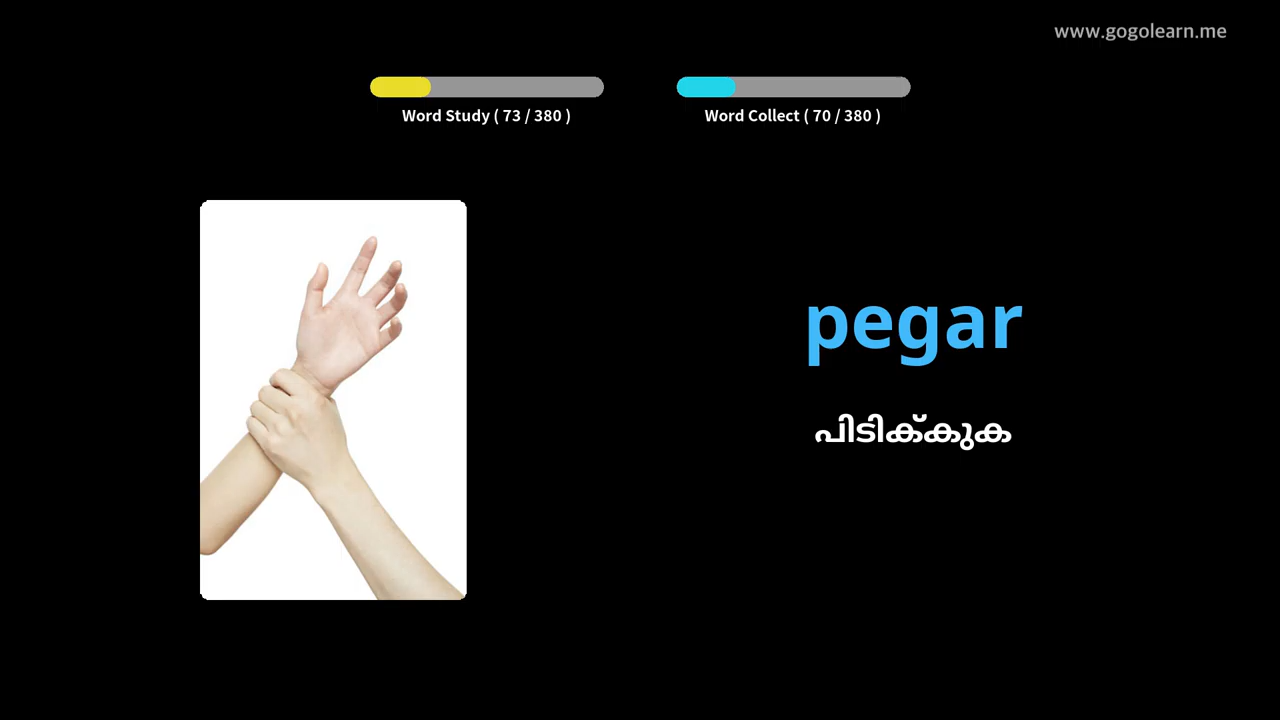 www.gogolearn.me
Word Study ( 73 / 380 )
Word Collect ( 70 / 380 )
pegar
പിടിക്കുക